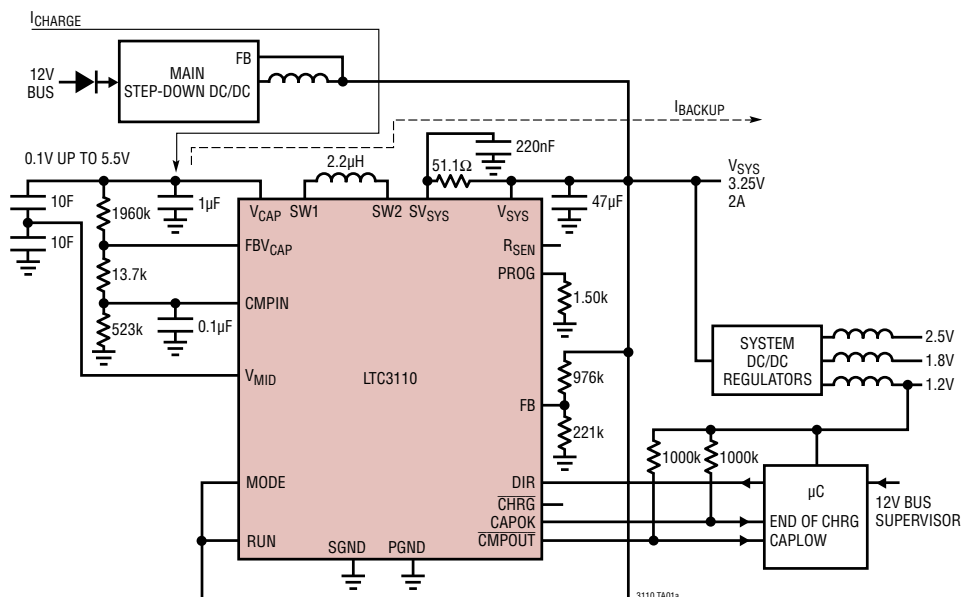 ICHARGE
FB
12V
BUS
MAIN
STEP-DOWN DC/DC
IBACKUP
220nF
0.1V UP TO 5.5V
2.2µH
51.1Ω
VSYS
3.25V
2A
10F
1960k
1µF
VCAP
SW1
SW2
SVSYS
VSYS
47µF
10F
FBVCAP
RSEN
13.7k
PROG
1.50k
CMPIN
523k
0.1µF
VMID
LTC3110
976k
FB
221k
SYSTEM
DC/DC
REGULATORS
2.5V
1.8V
1.2V
1000k
1000k
MODE
DIR
CHRG
CAPOK
CMPOUT
RUN
SGND
PGND
µC
END OF CHRG
CAPLOW
12V BUS
SUPERVISOR
3110 TA01a